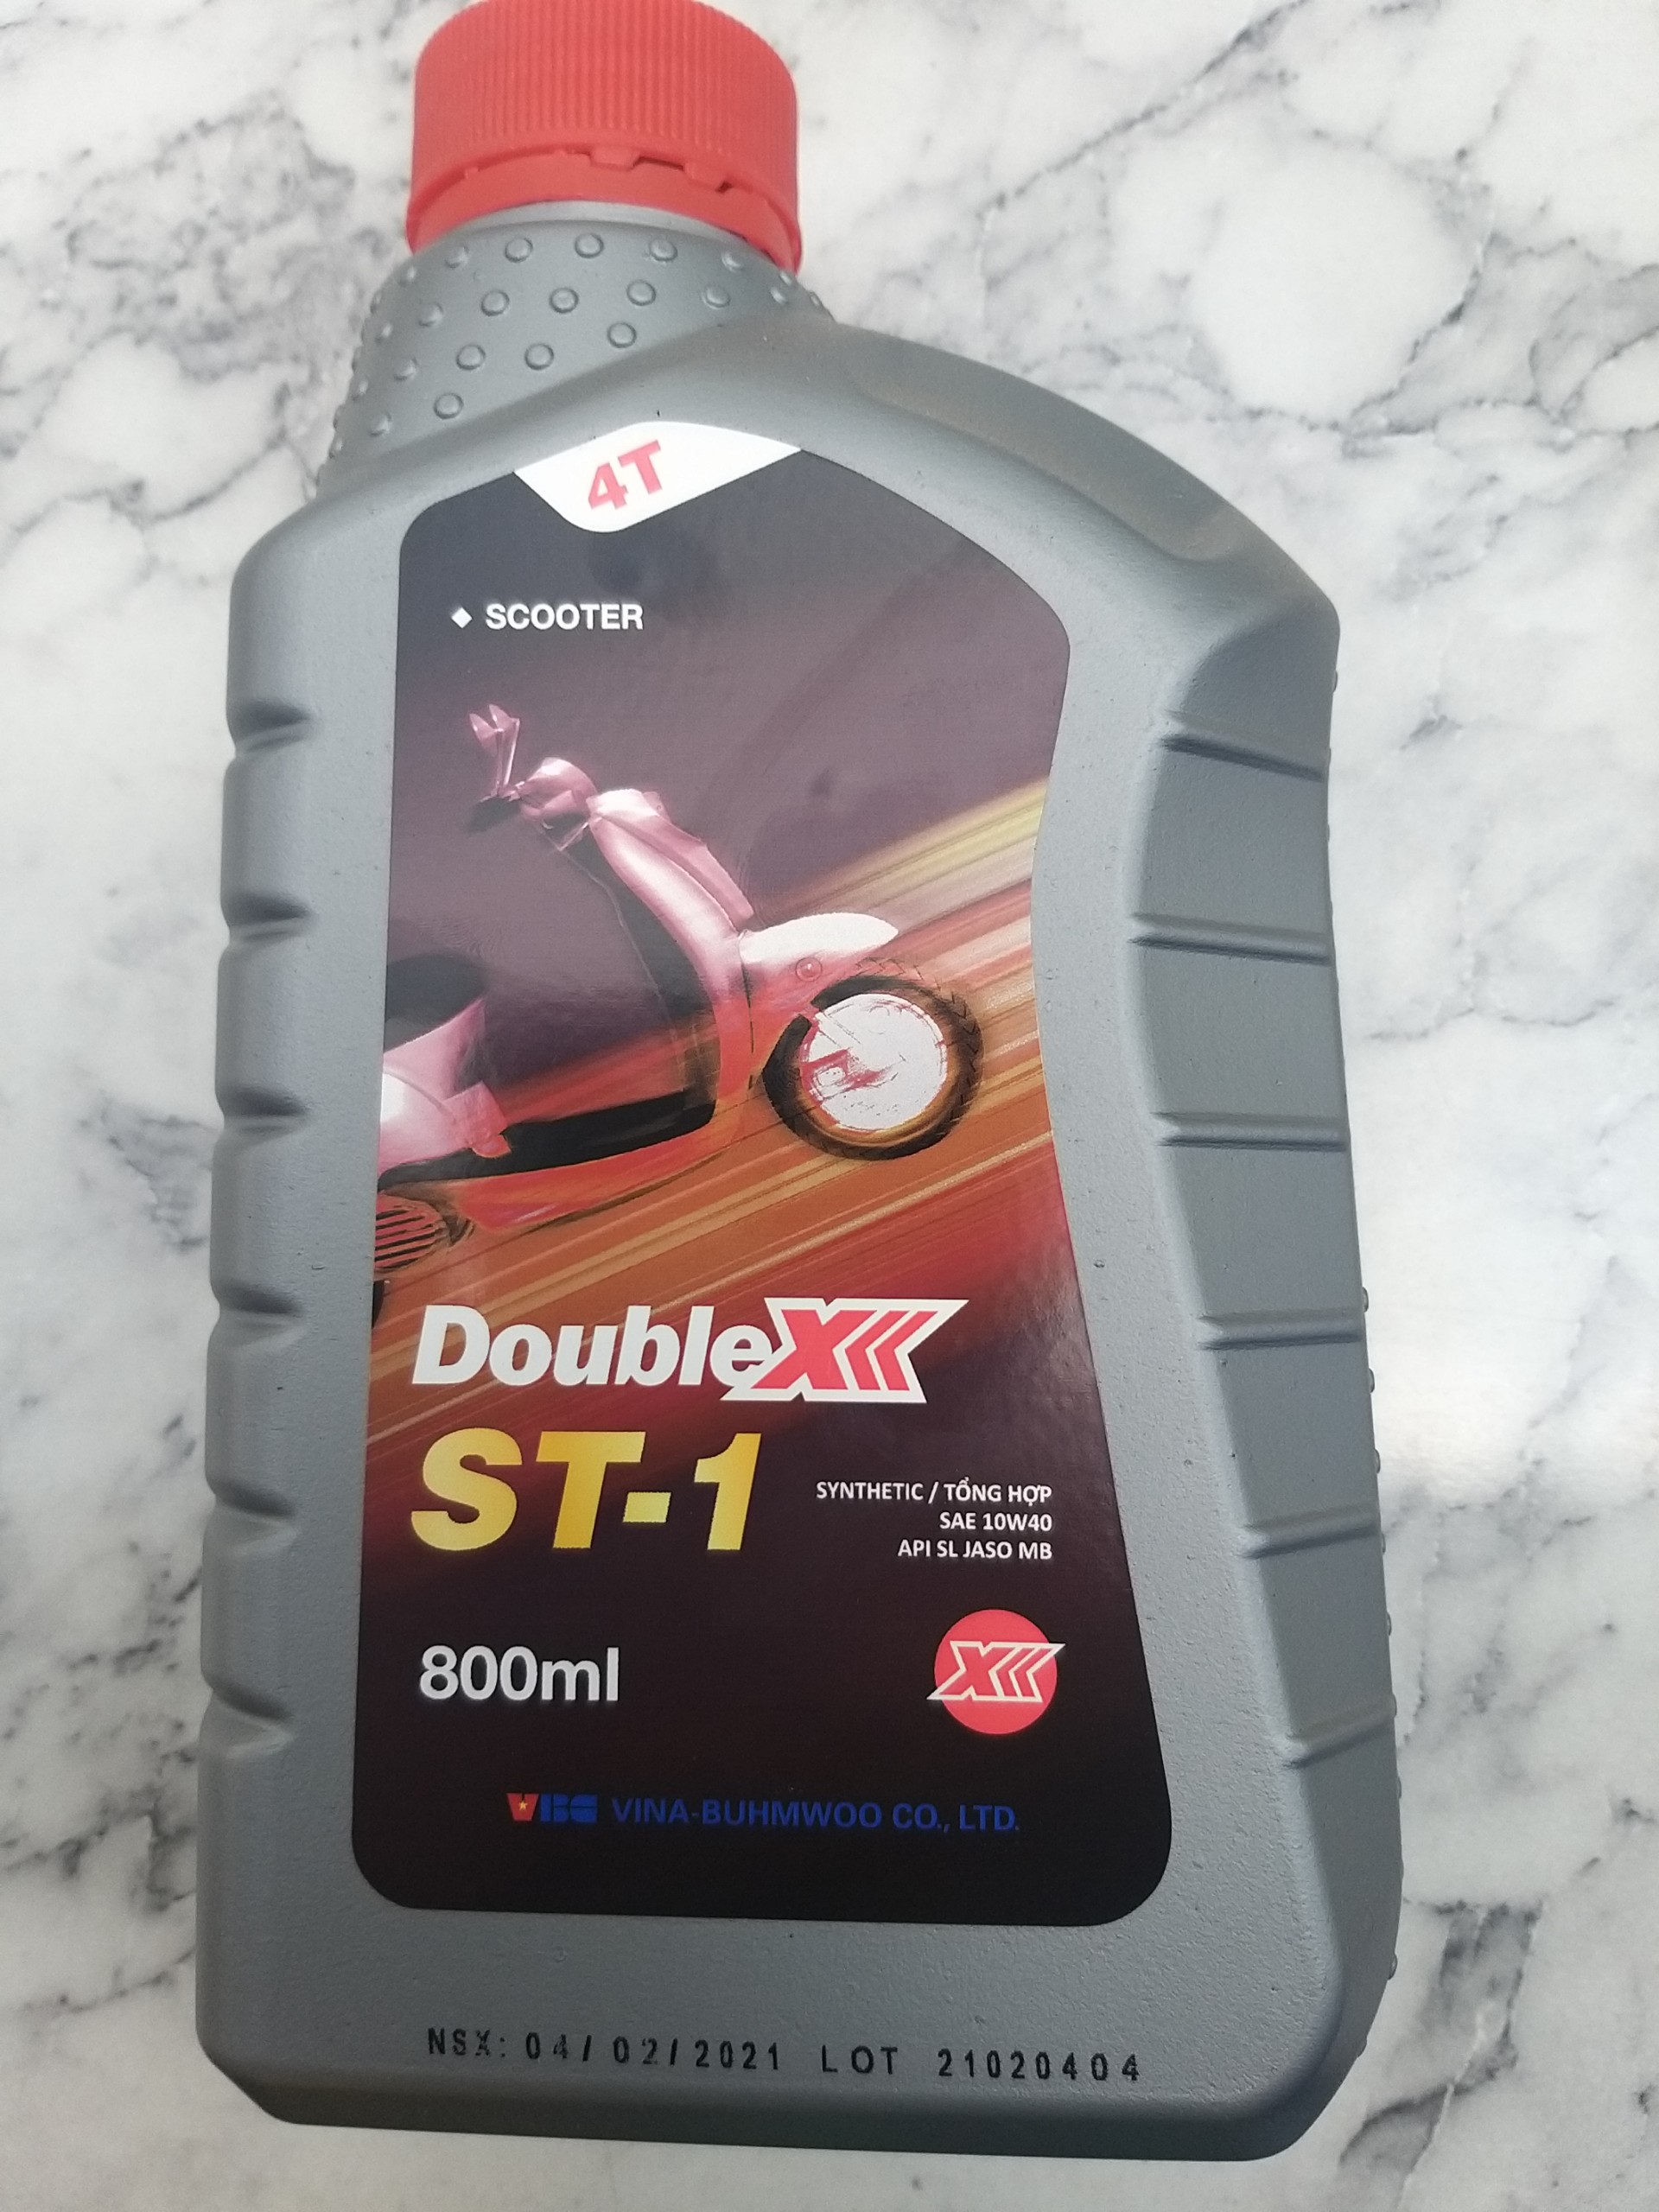 4T
SCOOTER
DoubleX
ST-1
SYNTHETIC / TỔNG HỢP
SAE 10W40
API SL JASO MB
800ml
X
VBC VINA-BUHMWOO CO., LTD.
NSX: 04/02/2021 LOT 21020404